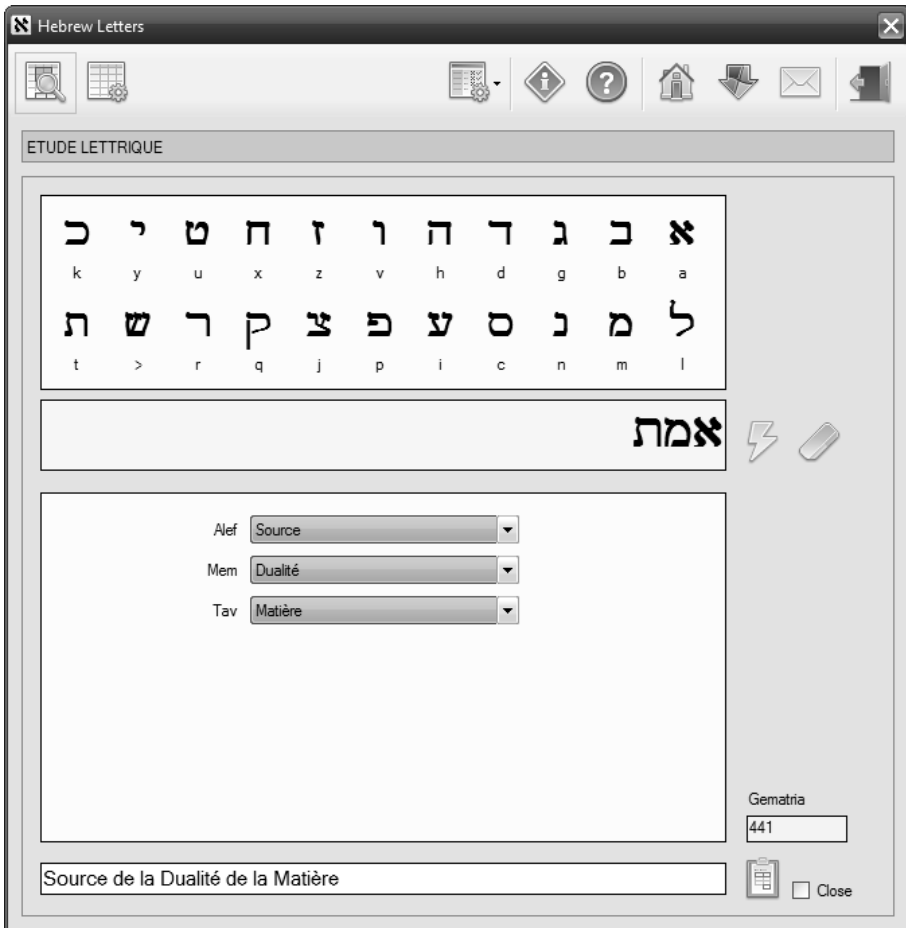 Hebrew Letters
ETUDE LETTRIQUE
א ב ג ד ה ו ז ח ט י כ
k y u x z v h d g b a
ל מ נ ס ע פ צ ק ר ש ת
t > r q j p i c n m l
אמת
Alef Source
Mem Dualité
Tav Matière
Gematria
441
Source de la Dualité de la Matière
Close